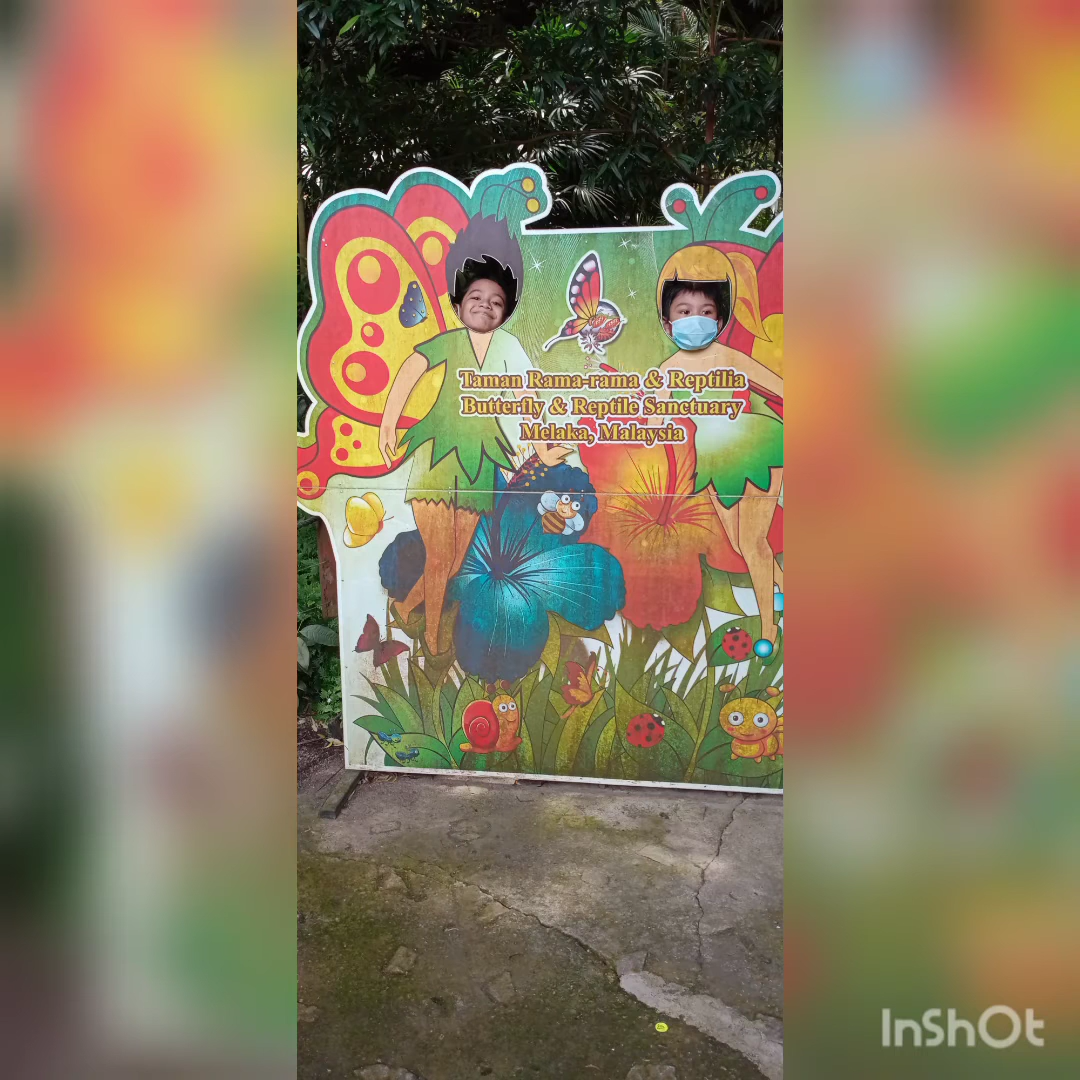 Taman Rama-rama & Reptilia
Butterfly & Reptile Sanctuary
Melaka, Malaysia
InShOt